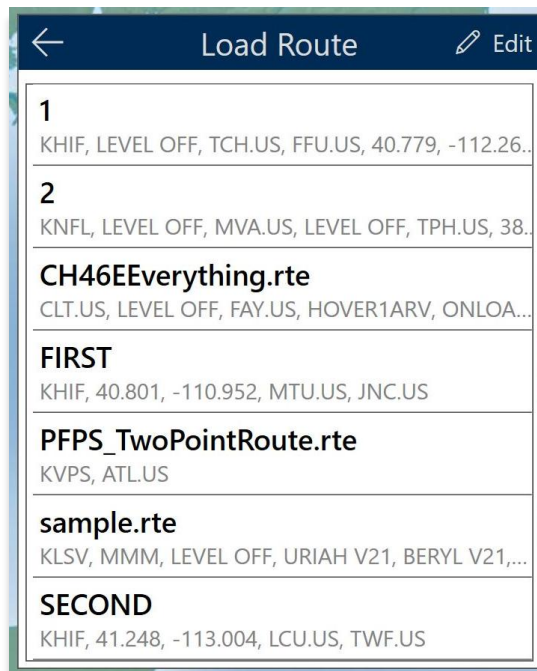 Load Route
Edit
1
KHIF, LEVEL OFF, TCH.US, FFU.US, 40.779, -112.26..
2
KNFL, LEVEL OFF, MVA.US, LEVEL OFF, TPH.US, 38.
CH46EEverything.rte
CLT.US, LEVEL OFF, FAY.US, HOVER1ARV, ONLOA...
FIRST
KHIF, 40.801, -110.952, MTU.US, JNC.US
PFPS_TwoPointRoute.rte
KVPS, ATL.US
sample.rte
KLSV, MMM, LEVEL OFF, URIAH V21, BERYL V21,...
SECOND
KHIF, 41.248, -113.004, LCU.US, TWF.US